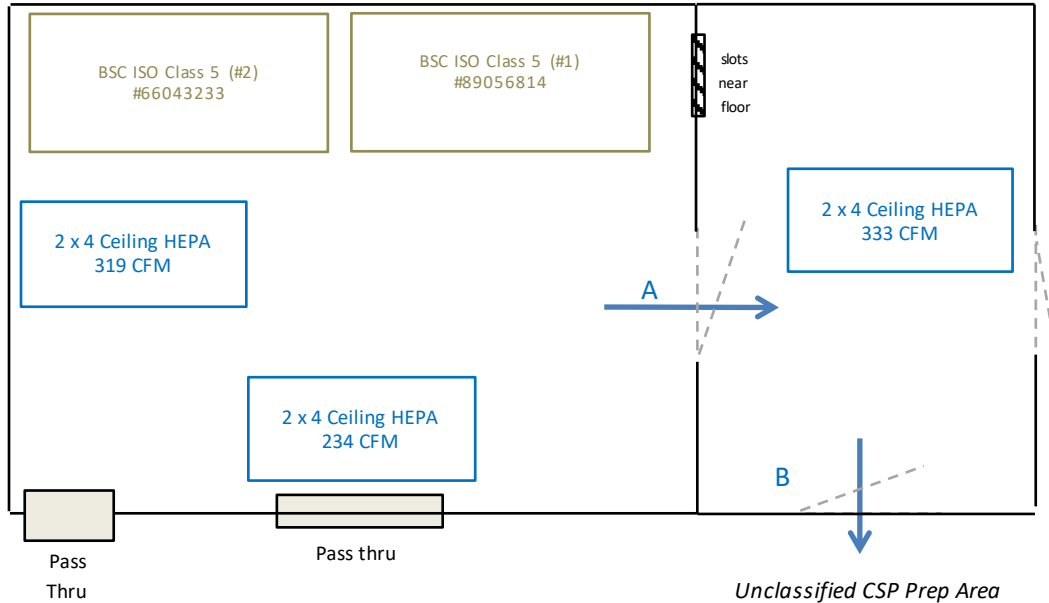 BSC ISO Class 5 (#2)
#66043233
BSC ISO Class 5 (#1)
#89056814
slots
near
floor
2 x 4 Ceiling HEPA
319 CFM
2 x 4 Ceiling HEPA
333 CFM
A
2 x 4 Ceiling HEPA
234 CFM
B
Pass
Thru
Pass thru
Unclassified CSP Prep Area